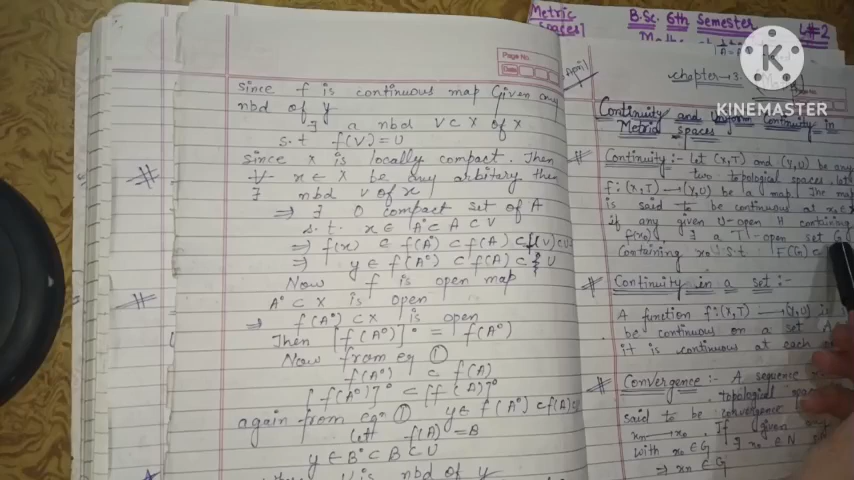 Metric
spaces]
B.Sc. 6th Semester
L#2
Page No.
Date
since f is continuous map Given any
nbd of y
∃ a nbd V⊂X of X
s.t f(V)=U
since X is locally compact. Then
∀ x∈X be any arbitary then
∃ nbd v of x
⇒ ∃ O compact set of A
s.t. x∈ A°⊂A⊂V
⇒ f(x) ∈ f(A°)⊂f(A)⊂f(V)⊂U
⇒ y∈ f(A°)⊂f(A)⊂ U
Now f is open map
A°⊂X is open
⇒ f(A°)⊂X is open
Then [f(A°)]° = f(A°)
Now from eq ①
f(A°) ⊂ f(A)
[f(A°)]° ⊂ [f(A)]°
again from eqn ① y∈ f(A°)⊂f(A)
let f(A)=B
y∈B°⊂B⊂U
U is nbd of y
chapter-3
KINEMASTER
Continuity and Uniform Continuity in
Metric spaces
Continuity :- let (X,T) and (Y,U) be any
two topological spaces. let
f:(X,T)→(Y,U) be a map. The map
is said to be continuous at x₀∈X
if any given U-open H containing
f(x₀) ∃ a T-open set G
Containing x₀ s.t. F(G)⊂
Continuity in a set :-
A function f:(X,T)→(Y,U) is
be continuous on a set A
it is continuous at each
Convergence :- A sequence
topological space
said to be convergence
xₙ→x₀. If given any
with x₀∈G ∃ n₀∈N
⇒ xₙ∈G